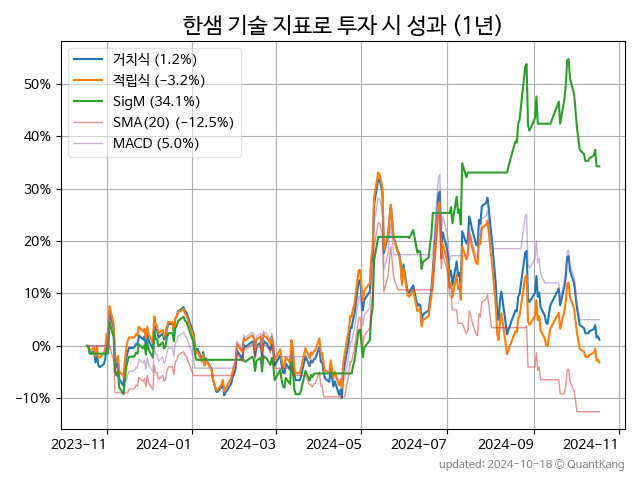 한샘 기술 지표로 투자 시 성과 (1년)
거치식 (1.2%)
적립식 (−3.2%)
SigM (34.1%)
SMA(20) (−12.5%)
MACD (5.0%)
50%
40%
30%
20%
10%
0%
−10%
2023-11 2024-01 2024-03 2024-05 2024-07 2024-09 2024-11
updated: 2024-10-18 © QuantKang